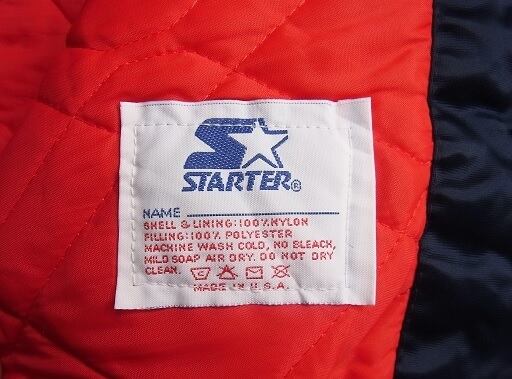 STARTER®
NAME
SHELL & LINING: 100% NYLON
FILLING: 100% POLYESTER
MACHINE WASH COLD, NO BLEACH,
MILD SOAP AIR DRY. DO NOT DRY
CLEAN.
MADE IN U.S.A.